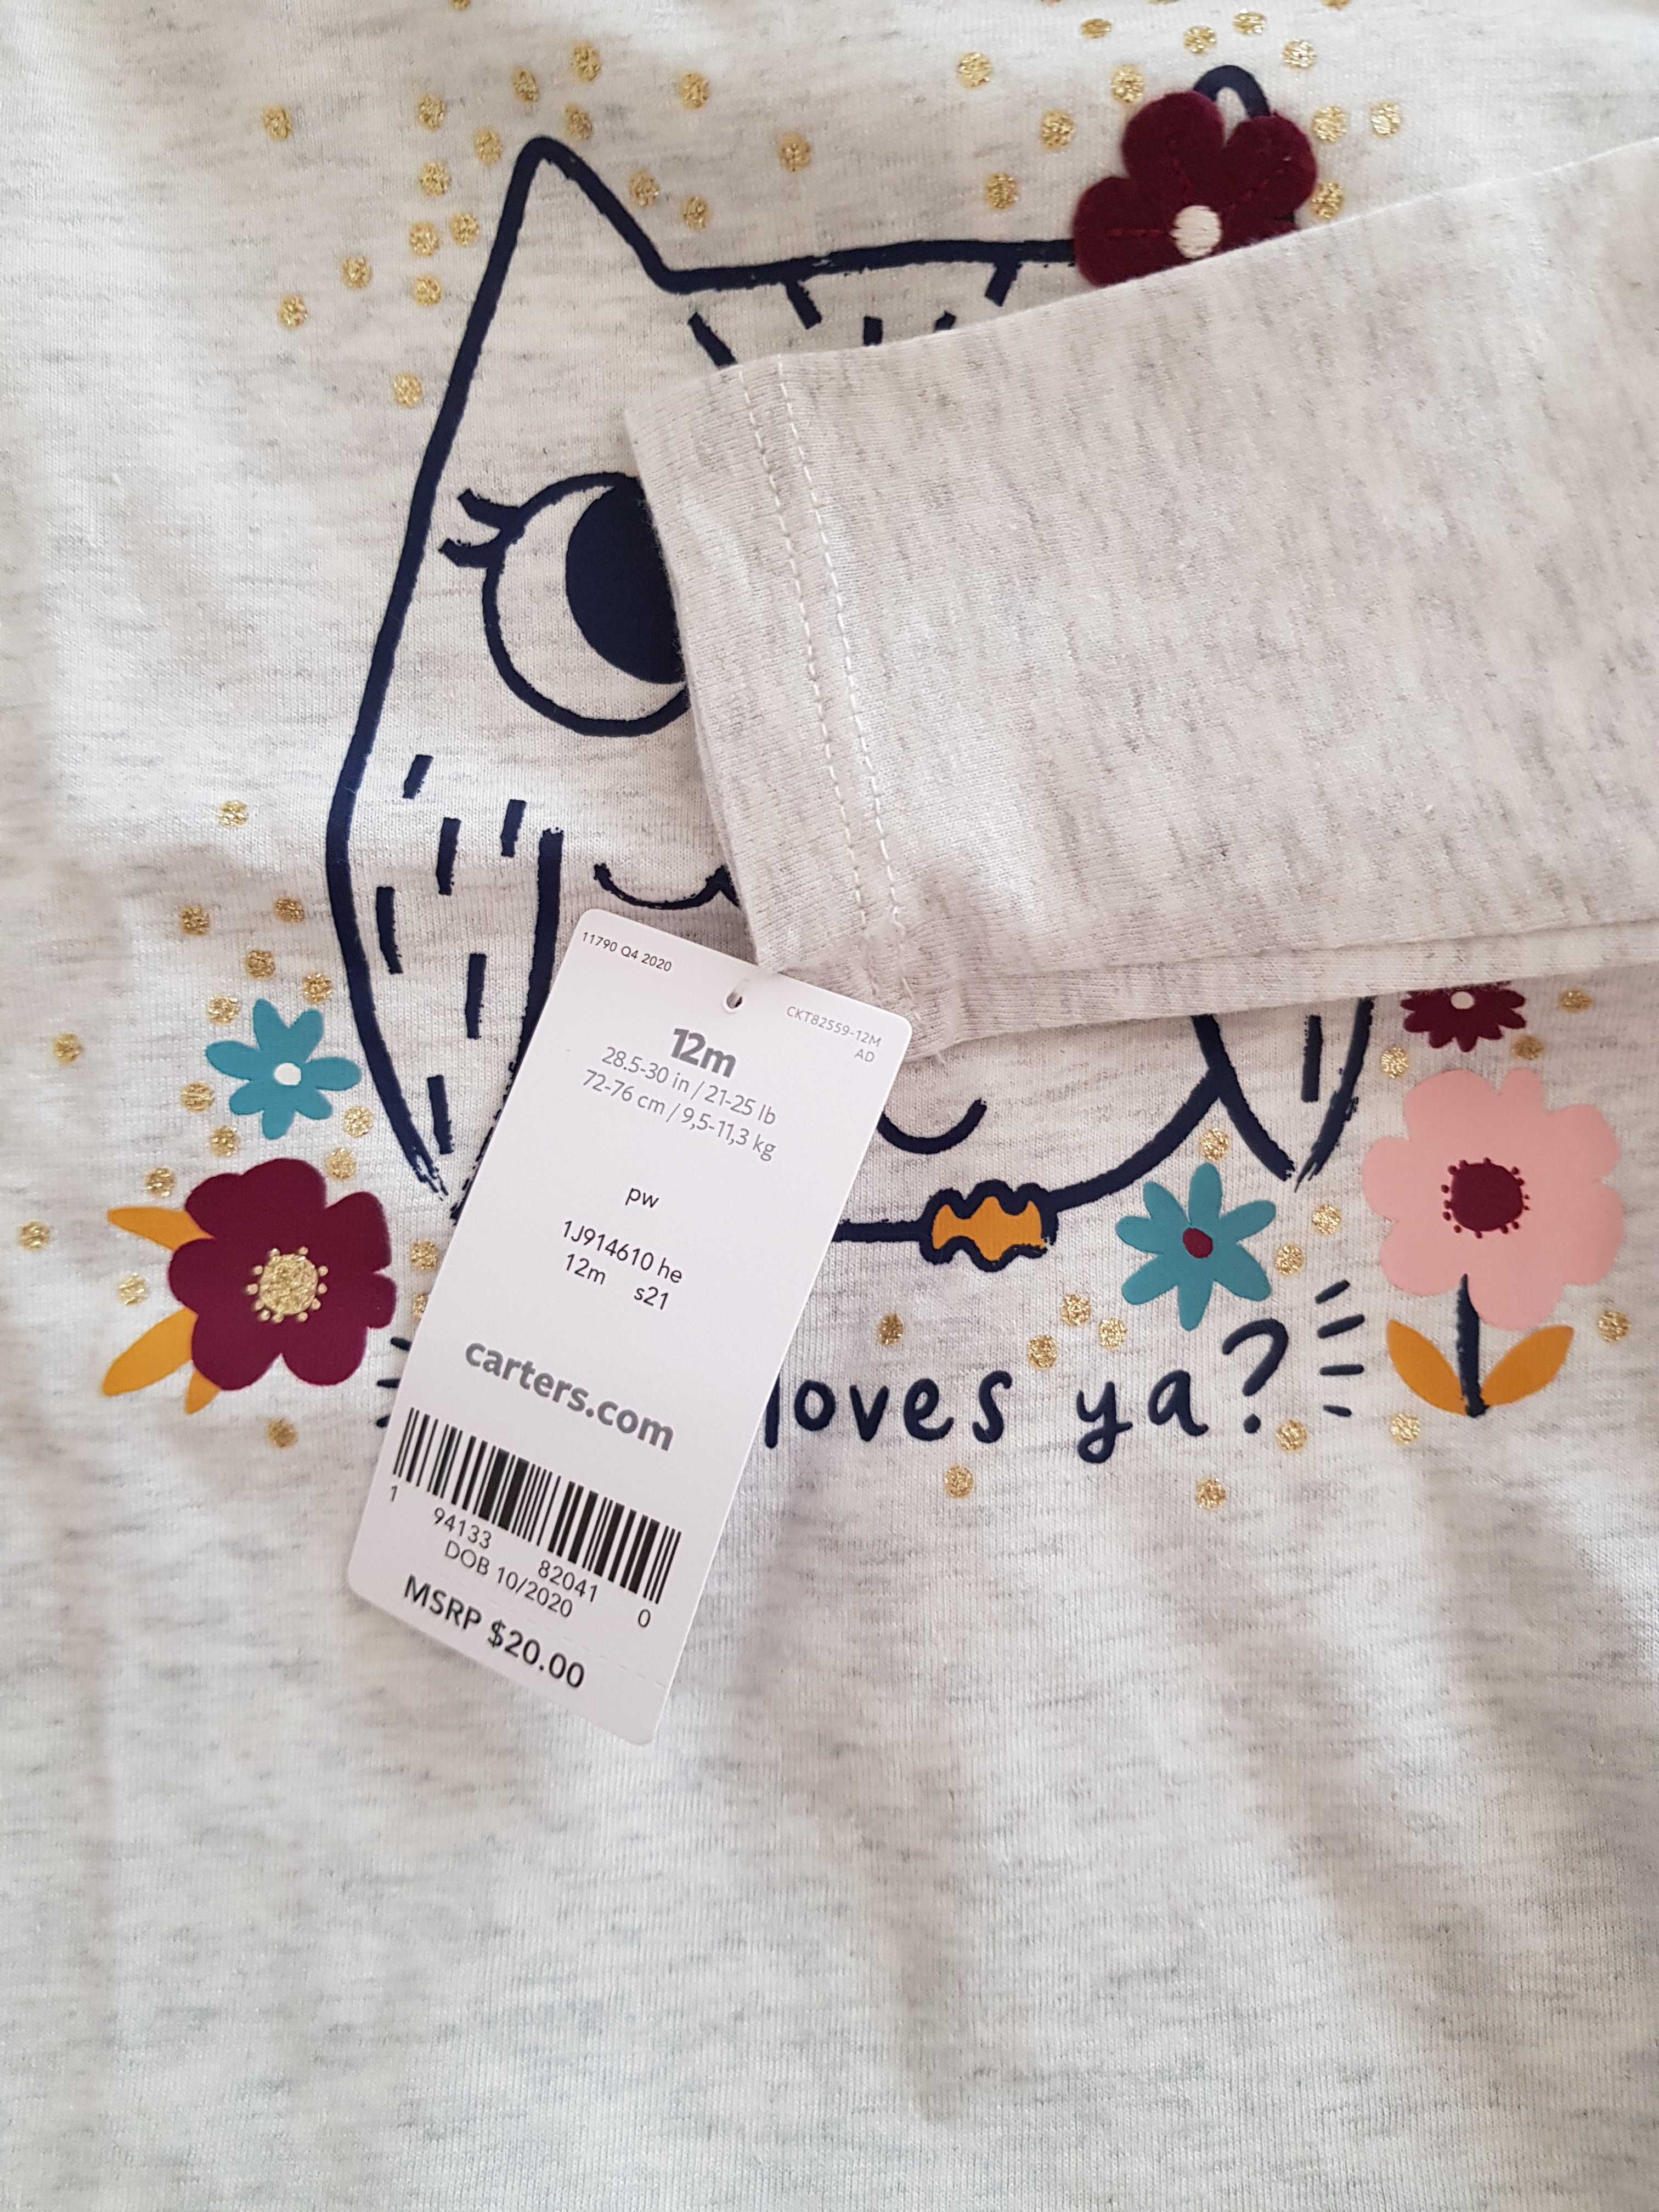 11790 Q4 2020
CKT82559-12M
AD
12m
28.5-30 in / 21-25 lb
72-76 cm / 9,5-11,3 kg
pw
1J914610 he
12m s21
carters.com
1 94133 82041 0
DOB 10/2020
MSRP $20.00
loves ya?